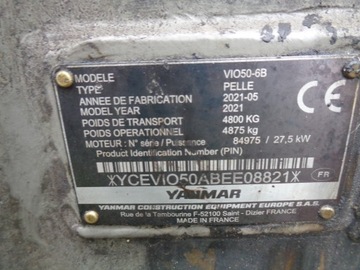 MODELE VIO50-6B
TYPE PELLE
ANNEE DE FABRICATION 2021-05
MODEL YEAR 2021
POIDS DE TRANSPORT 4800 KG
POIDS OPERATIONNEL 4875 kg
MOTEUR: N° série / Puissance 84975 / 27,5 kW
Product Identification Number (PIN)
CE
*YCEVIO50ABEE08821*
FR
YANMAR
YANMAR CONSTRUCTION EQUIPMENT EUROPE S.A.S.
Rue de la Tambourine F-52100 Saint - Dizier FRANCE
MADE IN FRANCE